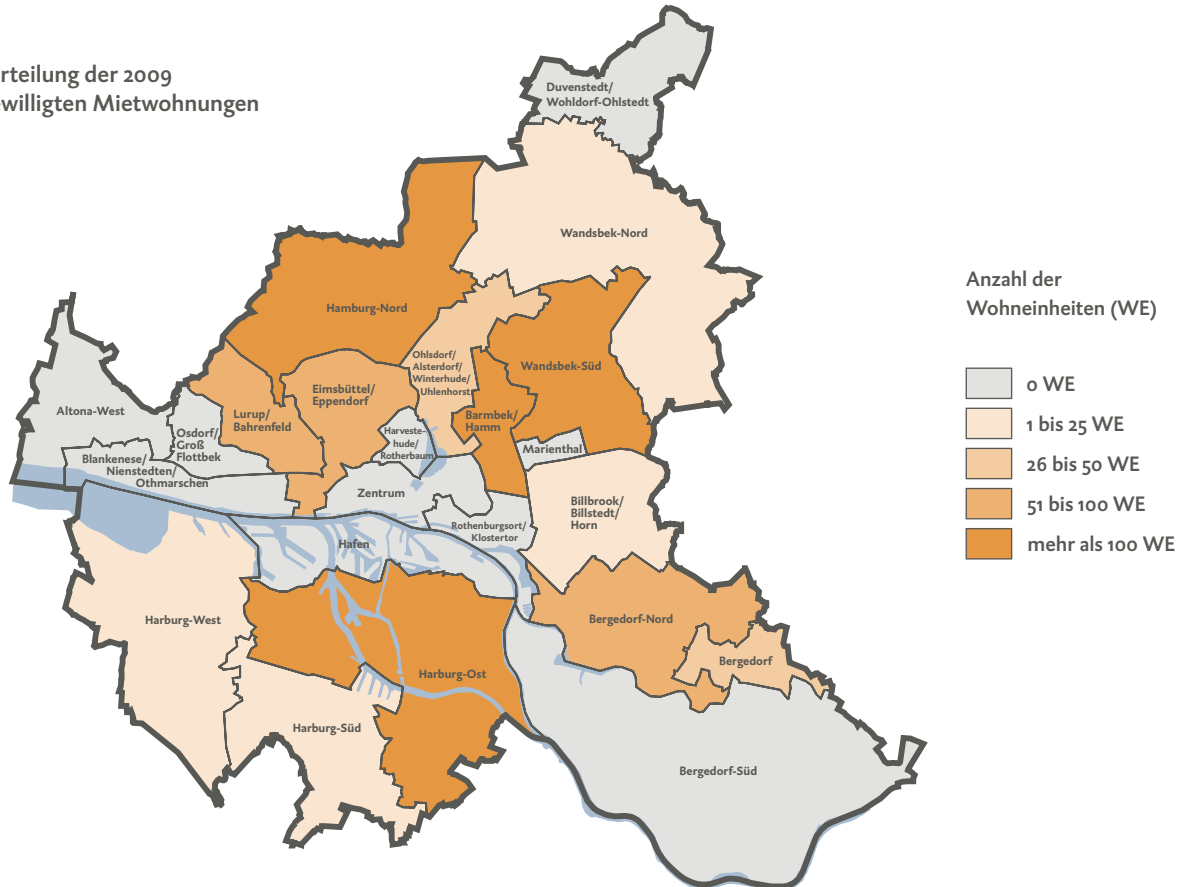 rteilung der 2009
willigten Mietwohnungen
Duvenstedt/
Wohldorf-Ohlstedt
Wandsbek-Nord
Hamburg-Nord
Ohlsdorf/
Alsterdorf/
Winterhude/
Uhlenhorst
Wandsbek-Süd
Eimsbüttel/
Eppendorf
Altona-West
Lurup/
Bahrenfeld
Barmbek/
Hamm
Osdorf/
Groß
Flottbek
Harveste-
hude/
Rotherbaum
Marienthal
Blankenese/
Nienstedten/
Othmarschen
Zentrum
Billbrook/
Billstedt/
Horn
Rothenburgsort/
Klostertor
Hafen
Harburg-West
Bergedorf-Nord
Bergedorf
Harburg-Ost
Harburg-Süd
Bergedorf-Süd
Anzahl der
Wohneinheiten (WE)
0 WE
1 bis 25 WE
26 bis 50 WE
51 bis 100 WE
mehr als 100 WE